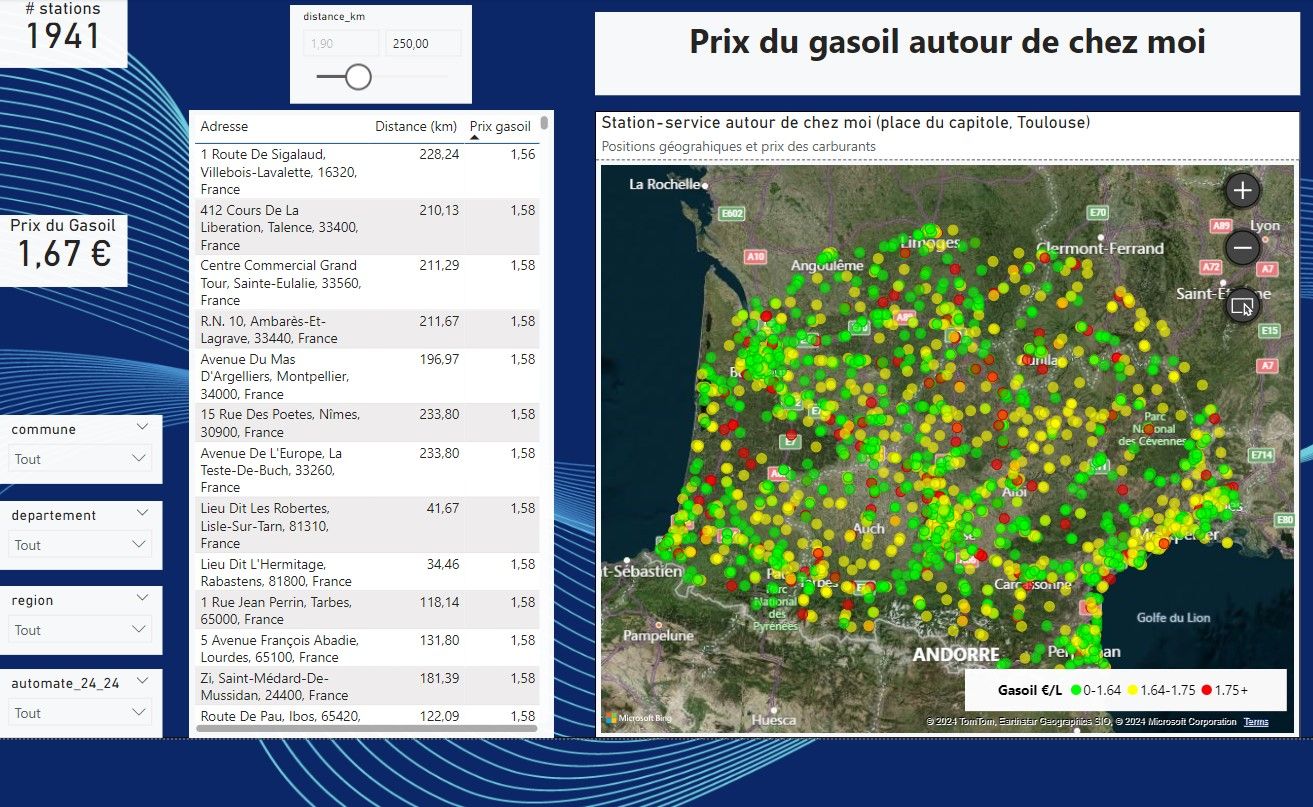 # stations
1941
distance_km
1,90
250,00
Prix du gasoil autour de chez moi
Prix du Gasoil
1,67 €
commune
Tout
departement
Tout
region
Tout
automate_24_24
Tout
Adresse Distance (km) Prix gasoil
1 Route De Sigalaud, 228,24 1,56
Villebois-Lavalette, 16320,
France
412 Cours De La 210,13 1,58
Liberation, Talence, 33400,
France
Centre Commercial Grand 211,29 1,58
Tour, Sainte-Eulalie, 33560,
France
R.N. 10, Ambarès-Et- 211,67 1,58
Lagrave, 33440, France
Avenue Du Mas 196,97 1,58
D'Argelliers, Montpellier,
34000, France
15 Rue Des Poetes, Nîmes, 233,80 1,58
30900, France
Avenue De L'Europe, La 233,80 1,58
Teste-De-Buch, 33260,
France
Lieu Dit Les Robertes, 41,67 1,58
Lisle-Sur-Tarn, 81310,
France
Lieu Dit L'Hermitage, 34,46 1,58
Rabastens, 81800, France
1 Rue Jean Perrin, Tarbes, 118,14 1,58
65000, France
5 Avenue François Abadie, 131,80 1,58
Lourdes, 65100, France
Zi, Saint-Médard-De- 181,39 1,58
Mussidan, 24400, France
Route De Pau, Ibos, 65420, 122,09 1,58
Station-service autour de chez moi (place du capitole, Toulouse)
Positions géograhiques et prix des carburants
La Rochelle
E602
E70
A89
Lyon
Limoges
Clermont-Ferrand
A10
Angoulême
A72
A7
E15
A7
Parc
National
des Cévennes
E7
E714
Albi
E80
Auch
Montpellier
t-Sébastien
Tarbes
Carcassonne
Parc
National
des
Pyrénées
Golfe du Lion
Pampelune
ANDORRE
Gasoil €/L 0-1.64 1.64-1.75 1.75+
Huesca
Microsoft Bing
© 2024 TomTom, Earthstar Geographics SIO, © 2024 Microsoft Corporation Terms